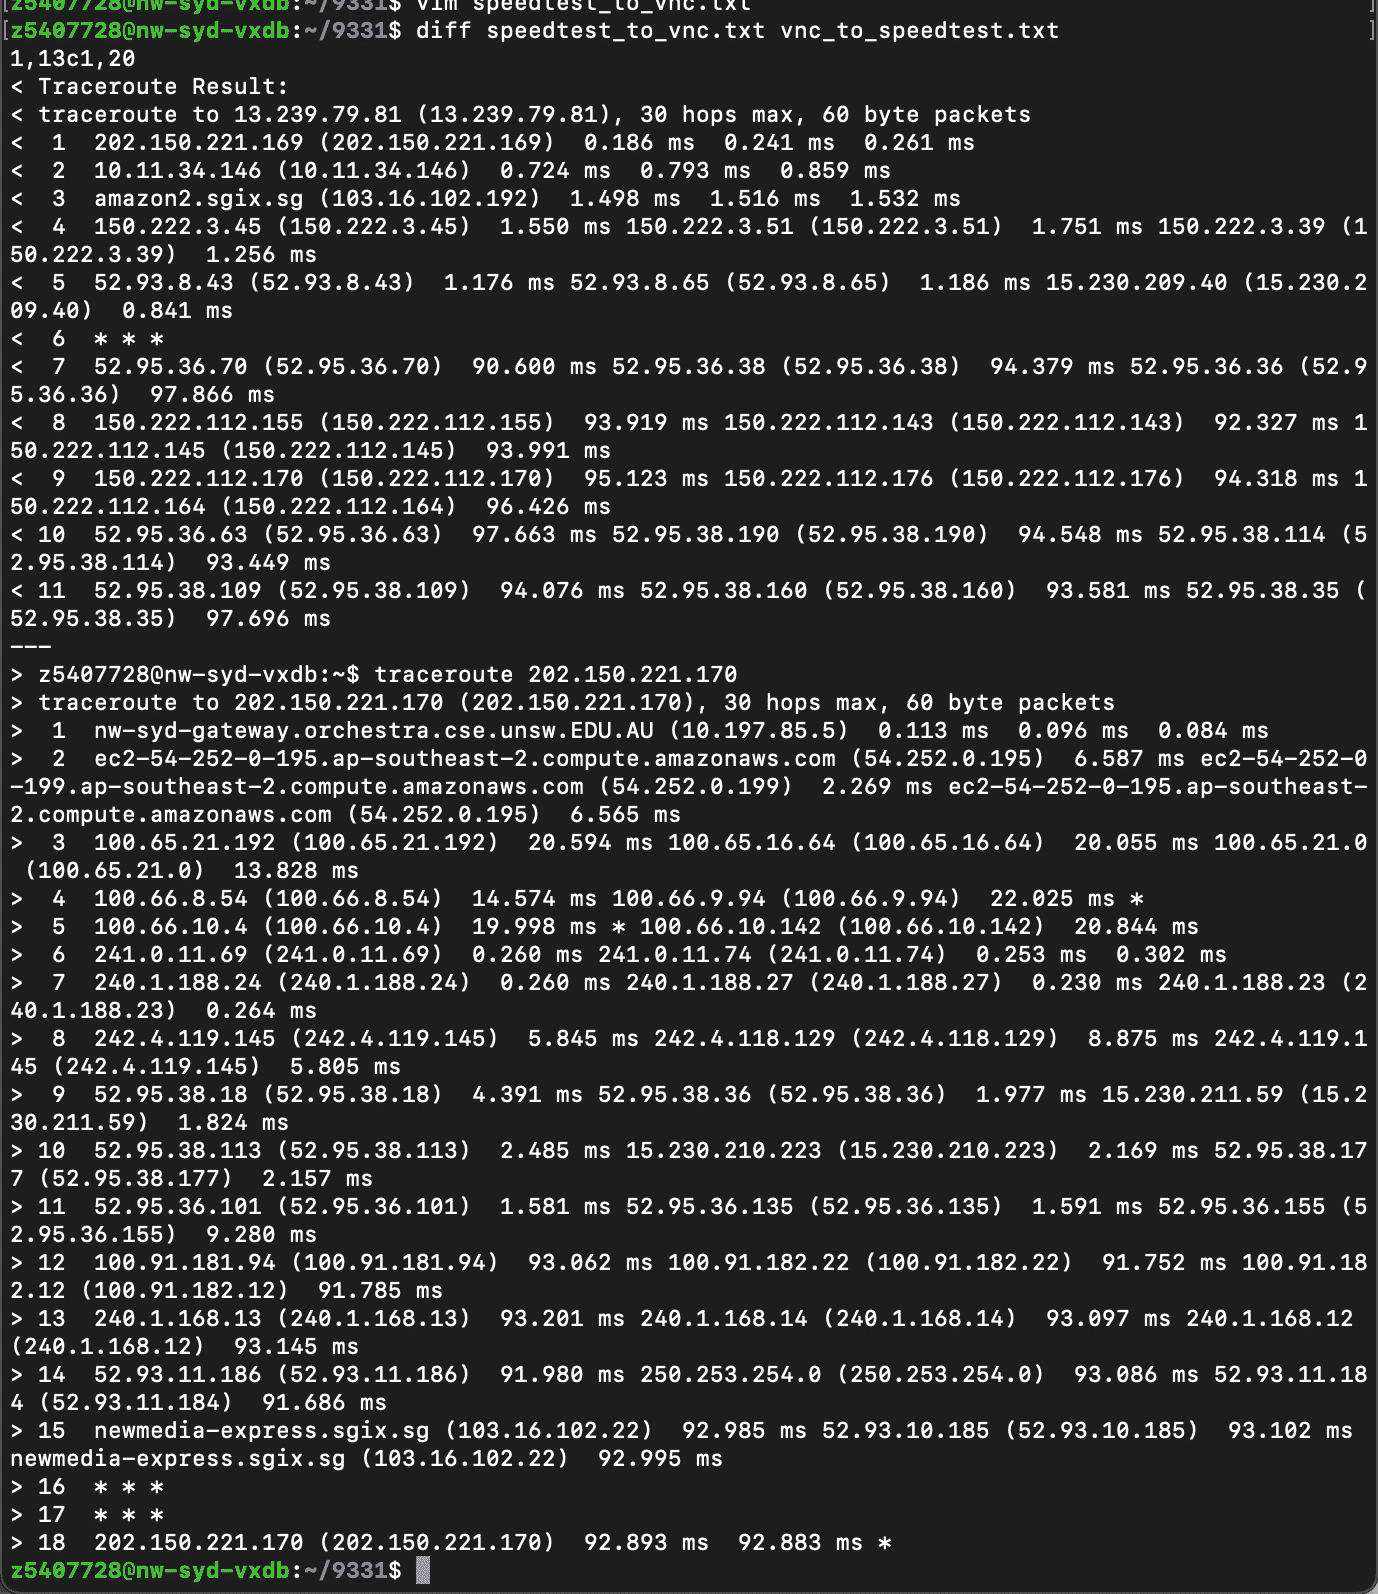 z5407728@nw-syd-vxdb:~/9331$ vim speedtest_to_vnc.txt
[z5407728@nw-syd-vxdb:~/9331$ diff speedtest_to_vnc.txt vnc_to_speedtest.txt ]
1,13c1,20
< Traceroute Result:
< traceroute to 13.239.79.81 (13.239.79.81), 30 hops max, 60 byte packets
<  1  202.150.221.169 (202.150.221.169)  0.186 ms  0.241 ms  0.261 ms
<  2  10.11.34.146 (10.11.34.146)  0.724 ms  0.793 ms  0.859 ms
<  3  amazon2.sgix.sg (103.16.102.192)  1.498 ms  1.516 ms  1.532 ms
<  4  150.222.3.45 (150.222.3.45)  1.550 ms 150.222.3.51 (150.222.3.51)  1.751 ms 150.222.3.39 (1
50.222.3.39)  1.256 ms
<  5  52.93.8.43 (52.93.8.43)  1.176 ms 52.93.8.65 (52.93.8.65)  1.186 ms 15.230.209.40 (15.230.2
09.40)  0.841 ms
<  6  * * *
<  7  52.95.36.70 (52.95.36.70)  90.600 ms 52.95.36.38 (52.95.36.38)  94.379 ms 52.95.36.36 (52.9
5.36.36)  97.866 ms
<  8  150.222.112.155 (150.222.112.155)  93.919 ms 150.222.112.143 (150.222.112.143)  92.327 ms 1
50.222.112.145 (150.222.112.145)  93.991 ms
<  9  150.222.112.170 (150.222.112.170)  95.123 ms 150.222.112.176 (150.222.112.176)  94.318 ms 1
50.222.112.164 (150.222.112.164)  96.426 ms
< 10  52.95.36.63 (52.95.36.63)  97.663 ms 52.95.38.190 (52.95.38.190)  94.548 ms 52.95.38.114 (5
2.95.38.114)  93.449 ms
< 11  52.95.38.109 (52.95.38.109)  94.076 ms 52.95.38.160 (52.95.38.160)  93.581 ms 52.95.38.35 (
52.95.38.35)  97.696 ms
---
> z5407728@nw-syd-vxdb:~$ traceroute 202.150.221.170
> traceroute to 202.150.221.170 (202.150.221.170), 30 hops max, 60 byte packets
>  1  nw-syd-gateway.orchestra.cse.unsw.EDU.AU (10.197.85.5)  0.113 ms  0.096 ms  0.084 ms
>  2  ec2-54-252-0-195.ap-southeast-2.compute.amazonaws.com (54.252.0.195)  6.587 ms ec2-54-252-0
-199.ap-southeast-2.compute.amazonaws.com (54.252.0.199)  2.269 ms ec2-54-252-0-195.ap-southeast-
2.compute.amazonaws.com (54.252.0.195)  6.565 ms
>  3  100.65.21.192 (100.65.21.192)  20.594 ms 100.65.16.64 (100.65.16.64)  20.055 ms 100.65.21.0
 (100.65.21.0)  13.828 ms
>  4  100.66.8.54 (100.66.8.54)  14.574 ms 100.66.9.94 (100.66.9.94)  22.025 ms *
>  5  100.66.10.4 (100.66.10.4)  19.998 ms * 100.66.10.142 (100.66.10.142)  20.844 ms
>  6  241.0.11.69 (241.0.11.69)  0.260 ms 241.0.11.74 (241.0.11.74)  0.253 ms  0.302 ms
>  7  240.1.188.24 (240.1.188.24)  0.260 ms 240.1.188.27 (240.1.188.27)  0.230 ms 240.1.188.23 (2
40.1.188.23)  0.264 ms
>  8  242.4.119.145 (242.4.119.145)  5.845 ms 242.4.118.129 (242.4.118.129)  8.875 ms 242.4.119.1
45 (242.4.119.145)  5.805 ms
>  9  52.95.38.18 (52.95.38.18)  4.391 ms 52.95.38.36 (52.95.38.36)  1.977 ms 15.230.211.59 (15.2
30.211.59)  1.824 ms
> 10  52.95.38.113 (52.95.38.113)  2.485 ms 15.230.210.223 (15.230.210.223)  2.169 ms 52.95.38.17
7 (52.95.38.177)  2.157 ms
> 11  52.95.36.101 (52.95.36.101)  1.581 ms 52.95.36.135 (52.95.36.135)  1.591 ms 52.95.36.155 (5
2.95.36.155)  9.280 ms
> 12  100.91.181.94 (100.91.181.94)  93.062 ms 100.91.182.22 (100.91.182.22)  91.752 ms 100.91.18
2.12 (100.91.182.12)  91.785 ms
> 13  240.1.168.13 (240.1.168.13)  93.201 ms 240.1.168.14 (240.1.168.14)  93.097 ms 240.1.168.12
(240.1.168.12)  93.145 ms
> 14  52.93.11.186 (52.93.11.186)  91.980 ms 250.253.254.0 (250.253.254.0)  93.086 ms 52.93.11.18
4 (52.93.11.184)  91.686 ms
> 15  newmedia-express.sgix.sg (103.16.102.22)  92.985 ms 52.93.10.185 (52.93.10.185)  93.102 ms
newmedia-express.sgix.sg (103.16.102.22)  92.995 ms
> 16  * * *
> 17  * * *
> 18  202.150.221.170 (202.150.221.170)  92.893 ms  92.883 ms *
z5407728@nw-syd-vxdb:~/9331$